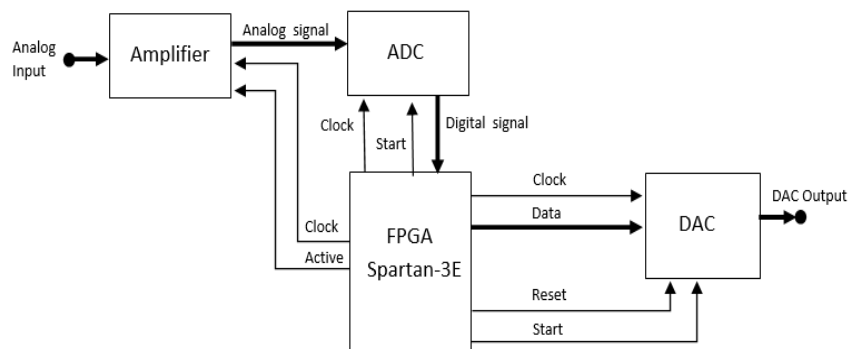 Analog
Input
Amplifier
Analog signal
ADC
Clock
Start
Digital signal
Clock
Active
FPGA
Spartan-3E
Clock
Data
Reset
Start
DAC
DAC Output